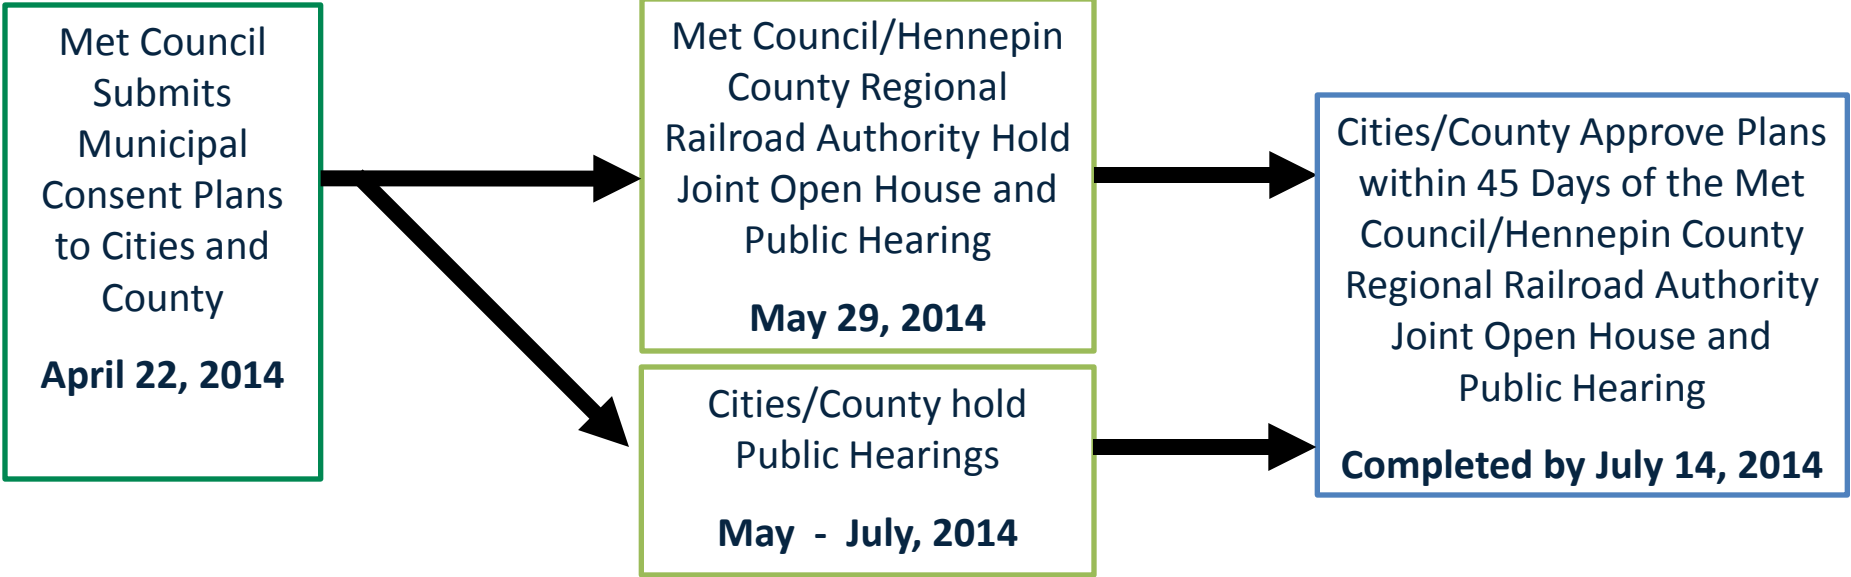 Met Council
Submits
Municipal
Consent Plans
to Cities and
County
April 22, 2014
Met Council/Hennepin
County Regional
Railroad Authority Hold
Joint Open House and
Public Hearing
May 29, 2014
Cities/County hold
Public Hearings
May - July, 2014
Cities/County Approve Plans
within 45 Days of the Met
Council/Hennepin County
Regional Railroad Authority
Joint Open House and
Public Hearing
Completed by July 14, 2014